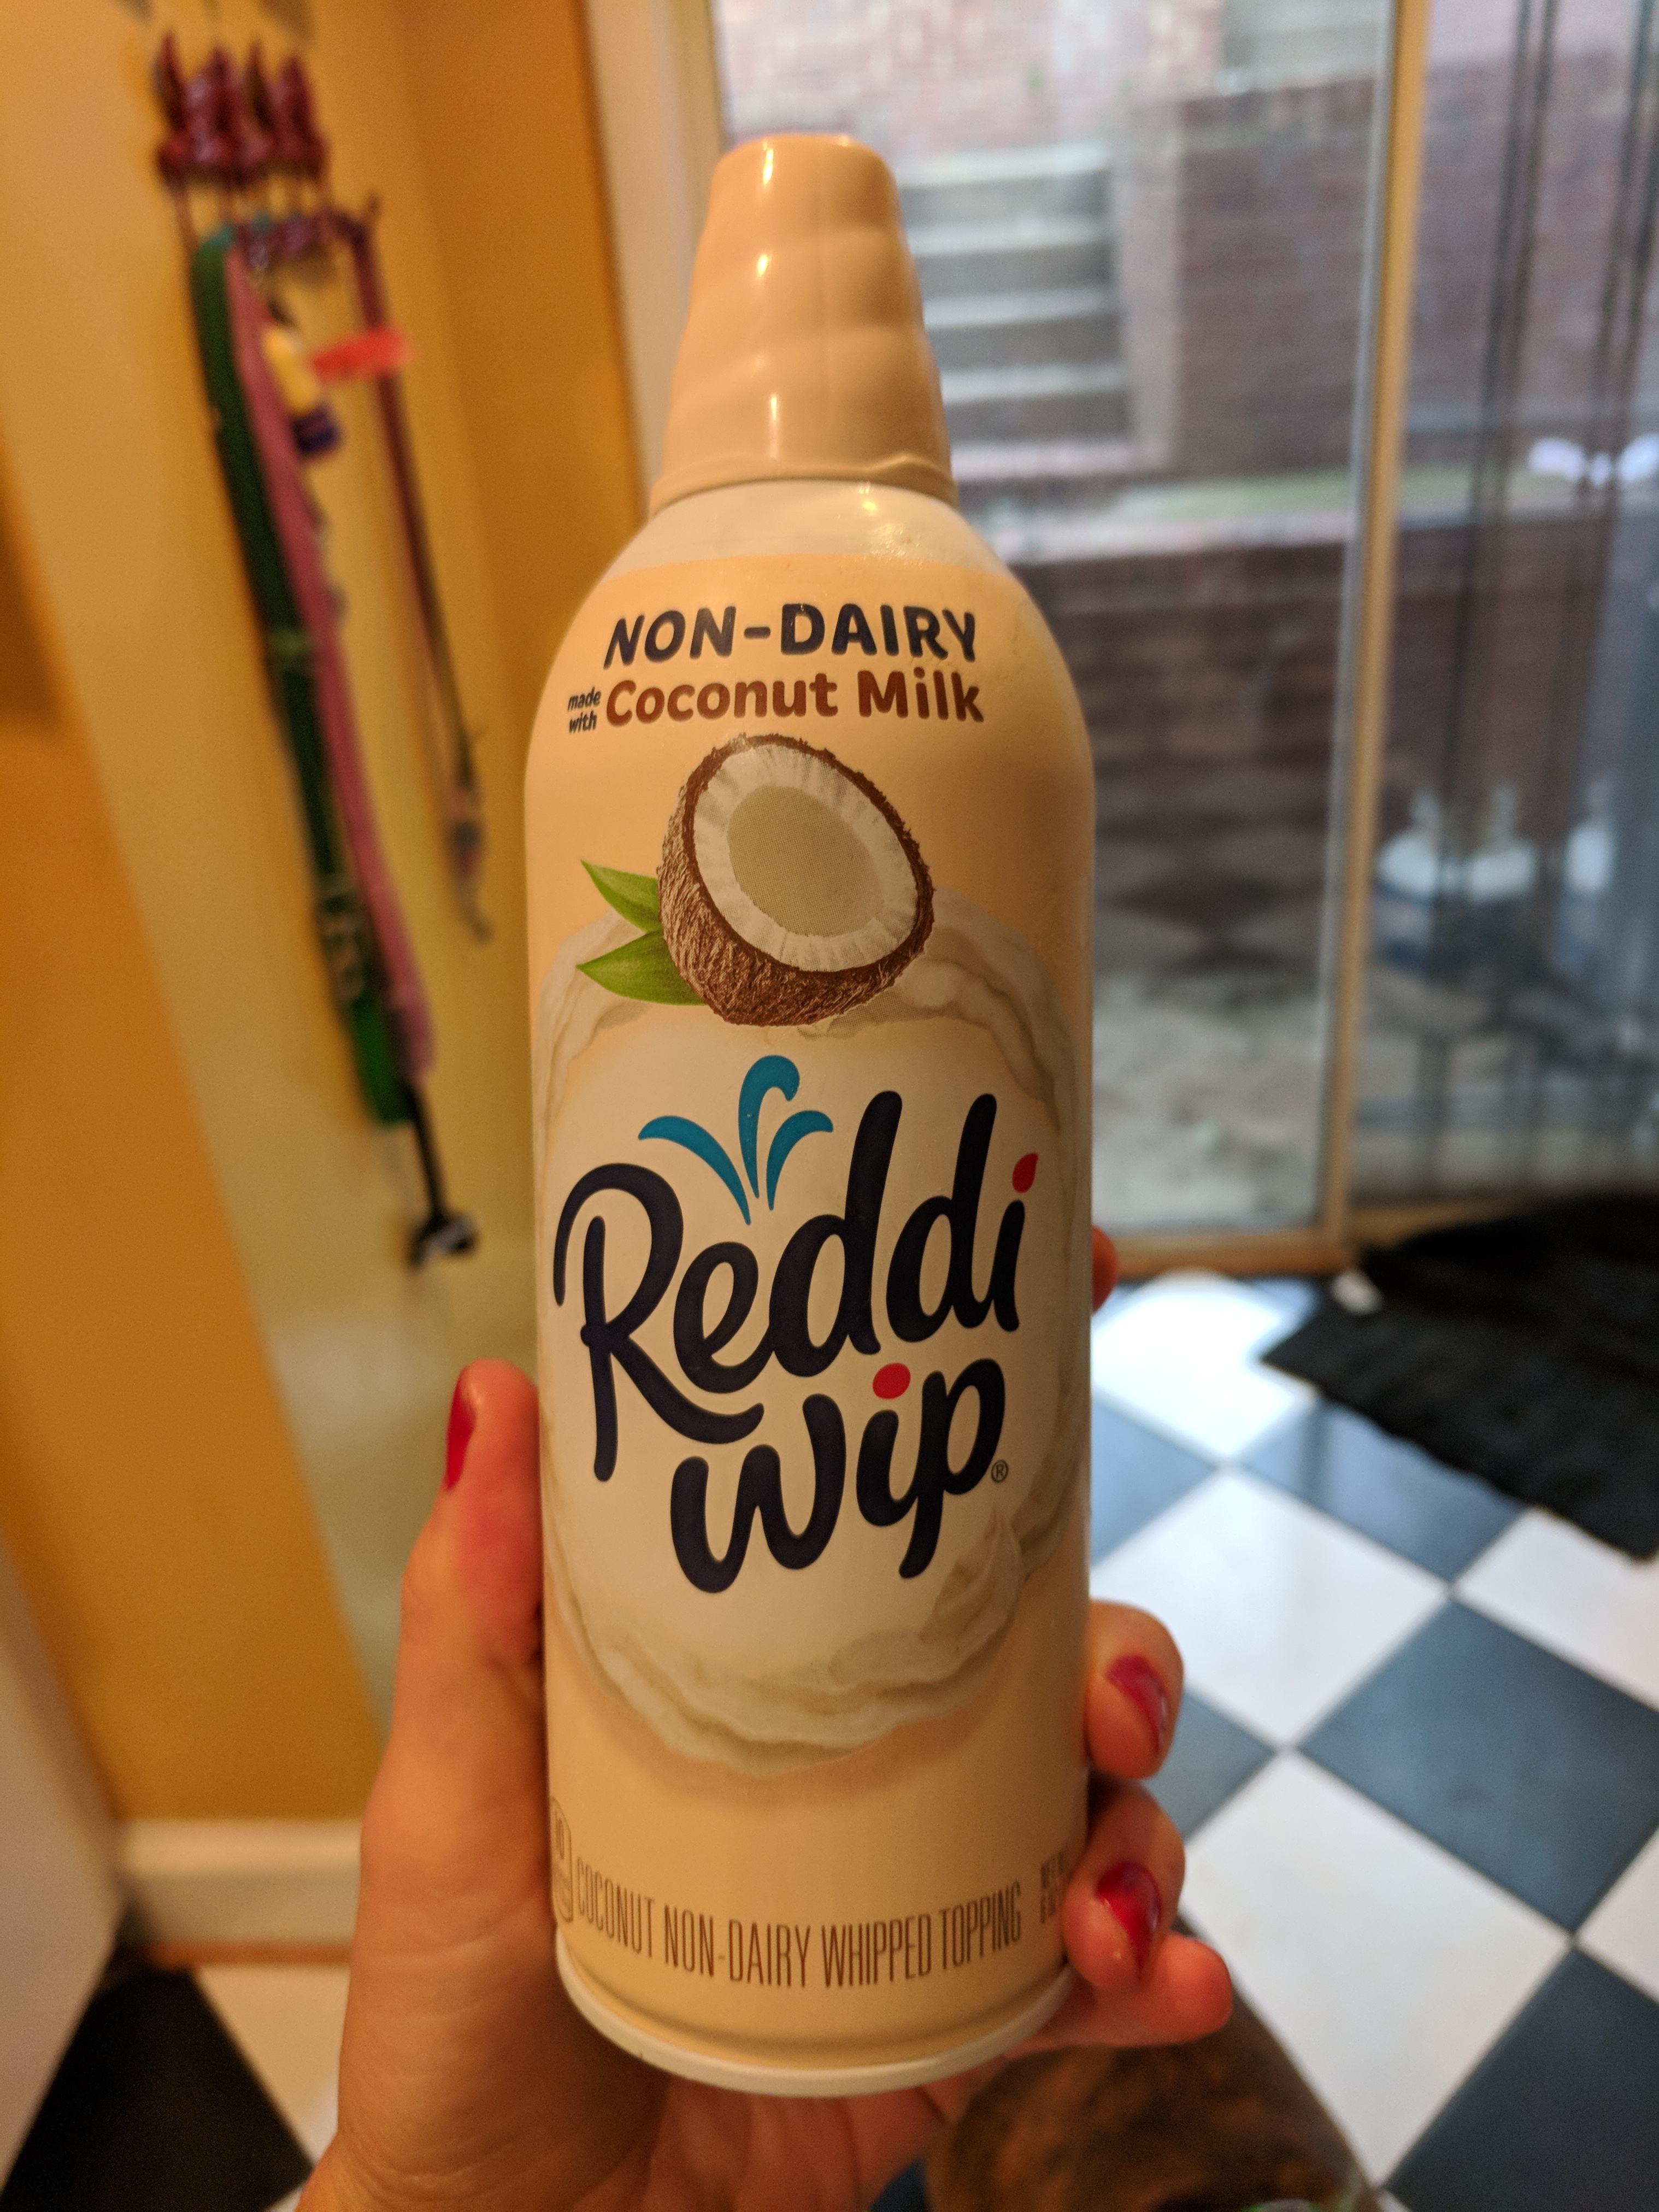 NON-DAIRY
made with Coconut Milk
Reddi
wip®
COCONUT NON-DAIRY WHIPPED TOPPING